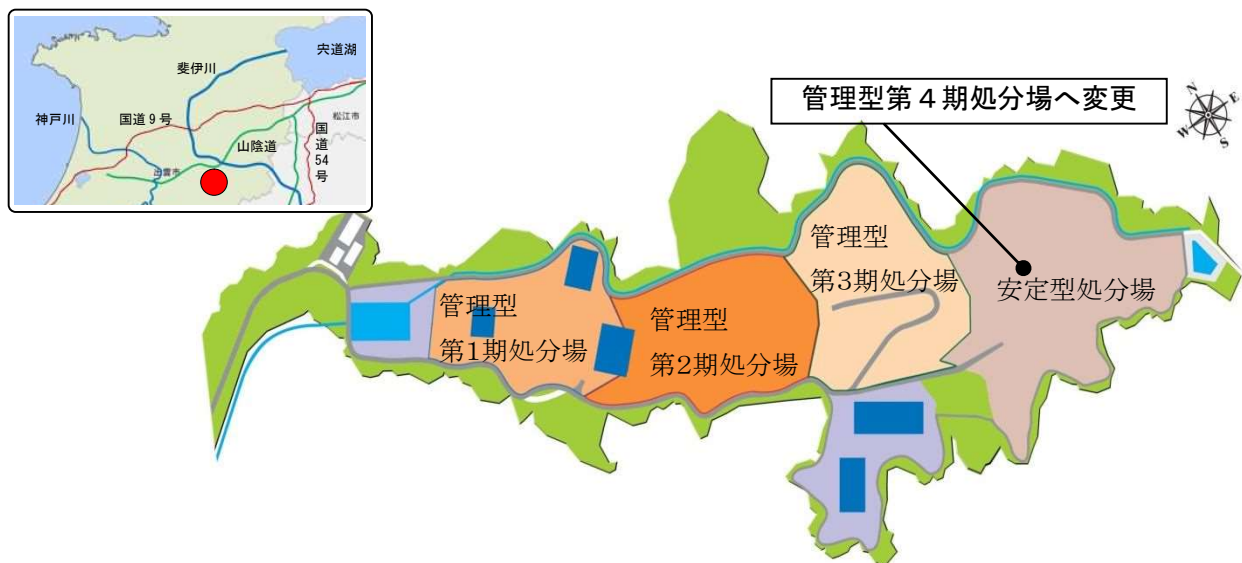 宍道湖
斐伊川
神戸川
国道9号
松江市
山陰道
国道54号
出雲市
管理型第4期処分場へ変更
N
E
W
S
管理型
第1期処分場
管理型
第2期処分場
管理型
第3期処分場
安定型処分場